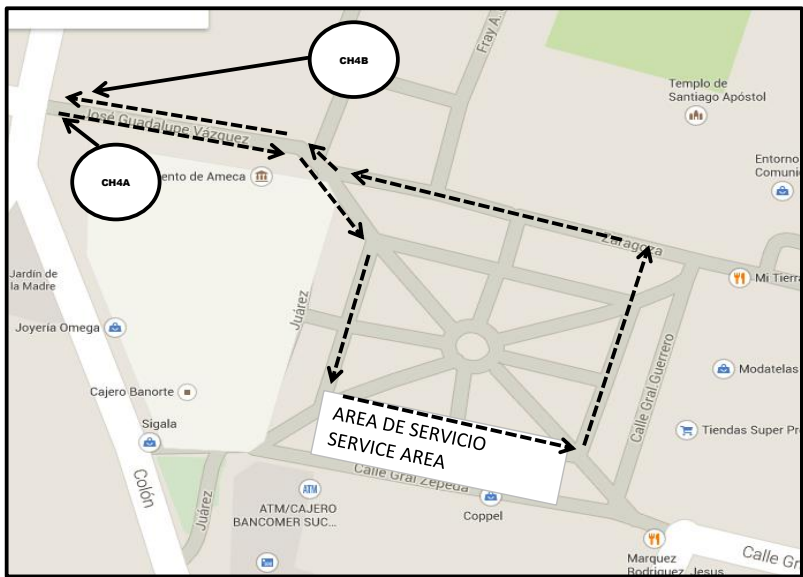 CH4B
Fray A.
Templo de
Santiago Apóstol
José Guadalupe Vázquez
CH4A
ento de Ameca
Entorno
Comuni
Zaragoza
Mi Tierra
Jardín de
la Madre
Juárez
Joyería Omega
Modatelas
Calle Gral Guerrero
Cajero Banorte
AREA DE SERVICIO
SERVICE AREA
Sigala
Tiendas Super Pr
Colón
Calle Gral Zepeda
Juárez
ATM
ATM/CAJERO
BANCOMER SUC...
Coppel
Calle Gr
Marquez
Rodriguez, Jesus